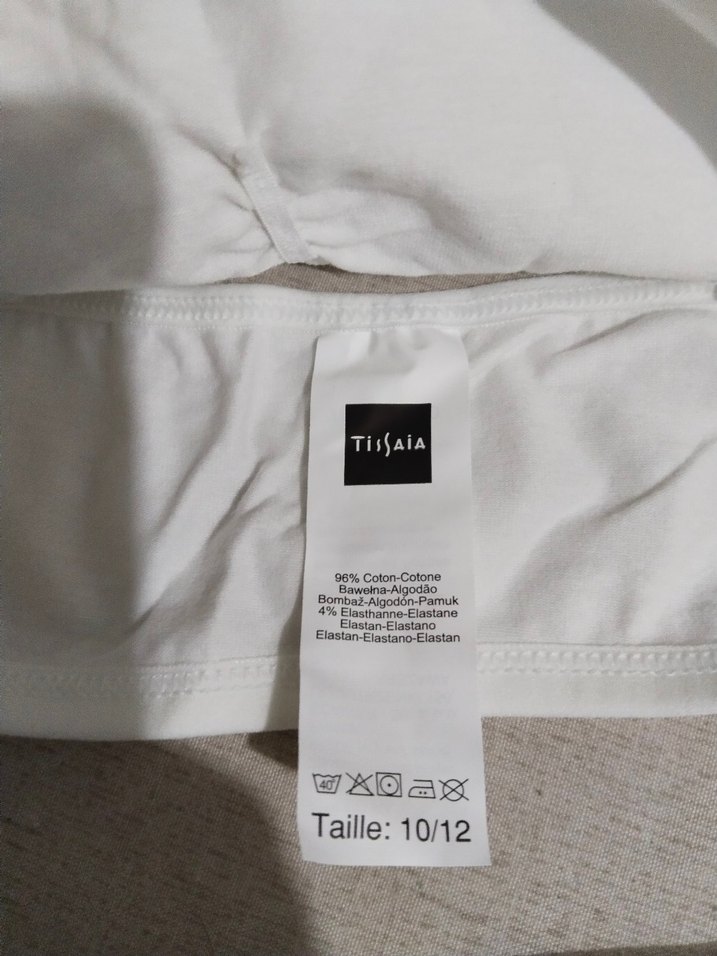 TISSAIA
96% Coton-Cotone
Bawełna-Algodão
Bombaž-Algodón-Pamuk
4% Elasthanne-Elastane
Elastan-Elastano
Elastan-Elastano-Elastan
40°
Taille: 10/12